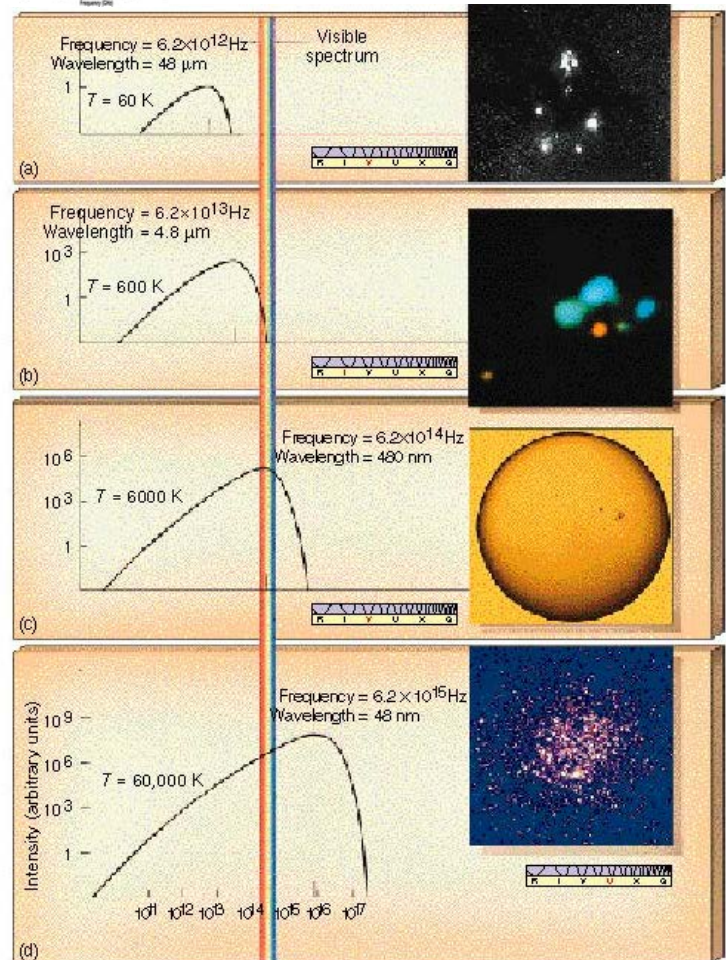 Frequency (GHz)
Frequency = 6.2×10¹²Hz
Wavelength = 48 μm
Visible
spectrum
1
T = 60 K
R I V U X G
(a)
Frequency = 6.2×10¹³Hz
Wavelength = 4.8 μm
10³
T = 600 K
1
R I V U X G
(b)
Frequency = 6.2×10¹⁴Hz
Wavelength = 480 nm
10⁶
10³
T = 6000 K
1
R I V U X G
(c)
Frequency = 6.2×10¹⁵Hz
Wavelength = 48 nm
Intensity (arbitrary units)
10⁹
10⁶
T = 60,000 K
10³
1
R I V U X G
10¹¹ 10¹² 10¹³ 10¹⁴ 10¹⁵ 10¹⁶ 10¹⁷
(d)